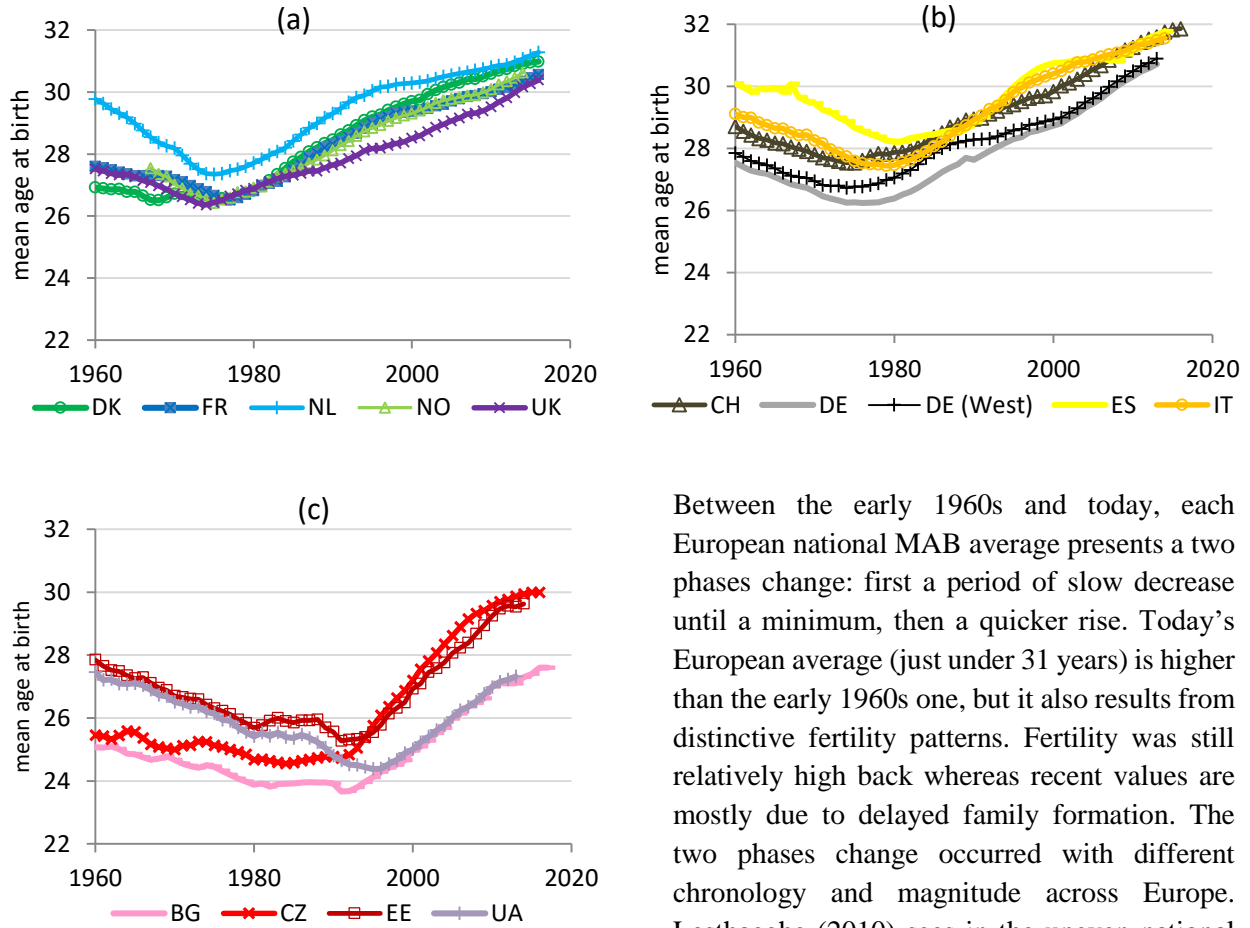 (a)
32
30
28
26
24
22
mean age at birth
1960 1980 2000 2020
DK FR NL NO UK
(b)
32
30
28
26
24
22
mean age at birth
1960 1980 2000 2020
CH DE DE (West) ES IT
(c)
32
30
28
26
24
22
mean age at birth
1960 1980 2000 2020
BG CZ EE UA
Between the early 1960s and today, each
European national MAB average presents a two
phases change: first a period of slow decrease
until a minimum, then a quicker rise. Today’s
European average (just under 31 years) is higher
than the early 1960s one, but it also results from
distinctive fertility patterns. Fertility was still
relatively high back whereas recent values are
mostly due to delayed family formation. The
two phases change occurred with different
chronology and magnitude across Europe.
(2010) sees in the uneven national